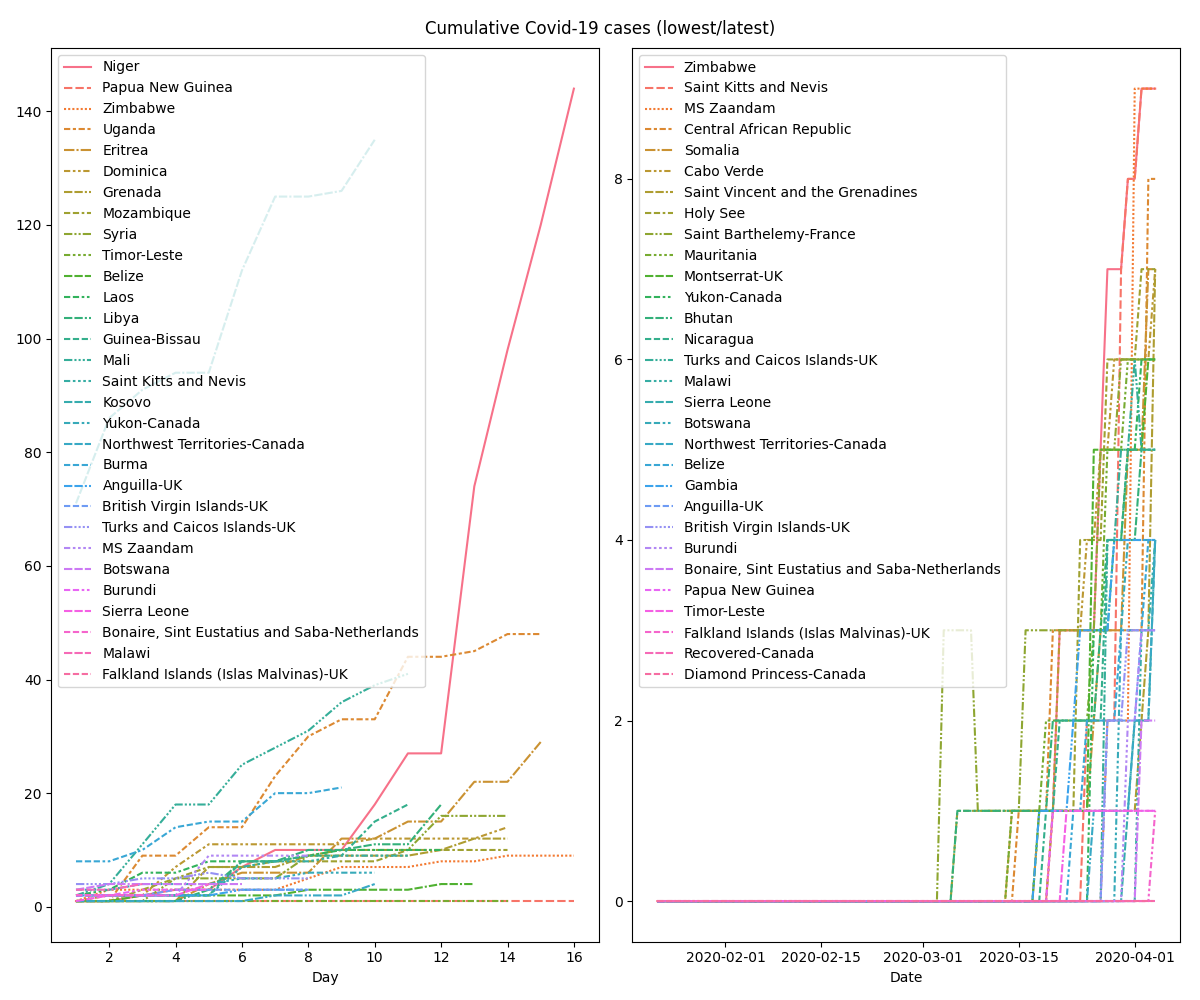 Cumulative Covid-19 cases (lowest/latest)
Niger
Papua New Guinea
Zimbabwe
Uganda
Eritrea
Dominica
Grenada
Mozambique
Syria
Timor-Leste
Belize
Laos
Libya
Guinea-Bissau
Mali
Saint Kitts and Nevis
Kosovo
Yukon-Canada
Northwest Territories-Canada
Burma
Anguilla-UK
British Virgin Islands-UK
Turks and Caicos Islands-UK
MS Zaandam
Botswana
Burundi
Sierra Leone
Bonaire, Sint Eustatius and Saba-Netherlands
Malawi
Falkland Islands (Islas Malvinas)-UK
140
120
100
80
60
40
20
0
2 4 6 8 10 12 14 16
Day
Zimbabwe
Saint Kitts and Nevis
MS Zaandam
Central African Republic
Somalia
Cabo Verde
Saint Vincent and the Grenadines
Holy See
Saint Barthelemy-France
Mauritania
Montserrat-UK
Yukon-Canada
Bhutan
Nicaragua
Turks and Caicos Islands-UK
Malawi
Sierra Leone
Botswana
Northwest Territories-Canada
Belize
Gambia
Anguilla-UK
British Virgin Islands-UK
Burundi
Bonaire, Sint Eustatius and Saba-Netherlands
Papua New Guinea
Timor-Leste
Falkland Islands (Islas Malvinas)-UK
Recovered-Canada
Diamond Princess-Canada
8
6
4
2
0
2020-02-01 2020-02-15 2020-03-01 2020-03-15 2020-04-01
Date